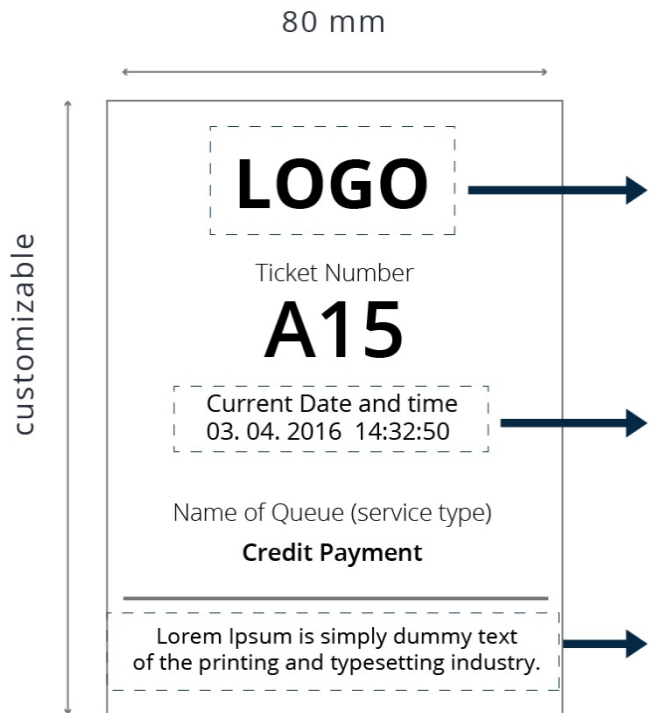 80 mm
customizable
LOGO
Ticket Number
A15
Current Date and time
03. 04. 2016 14:32:50
Name of Queue (service type)
Credit Payment
Lorem Ipsum is simply dummy text
of the printing and typesetting industry.